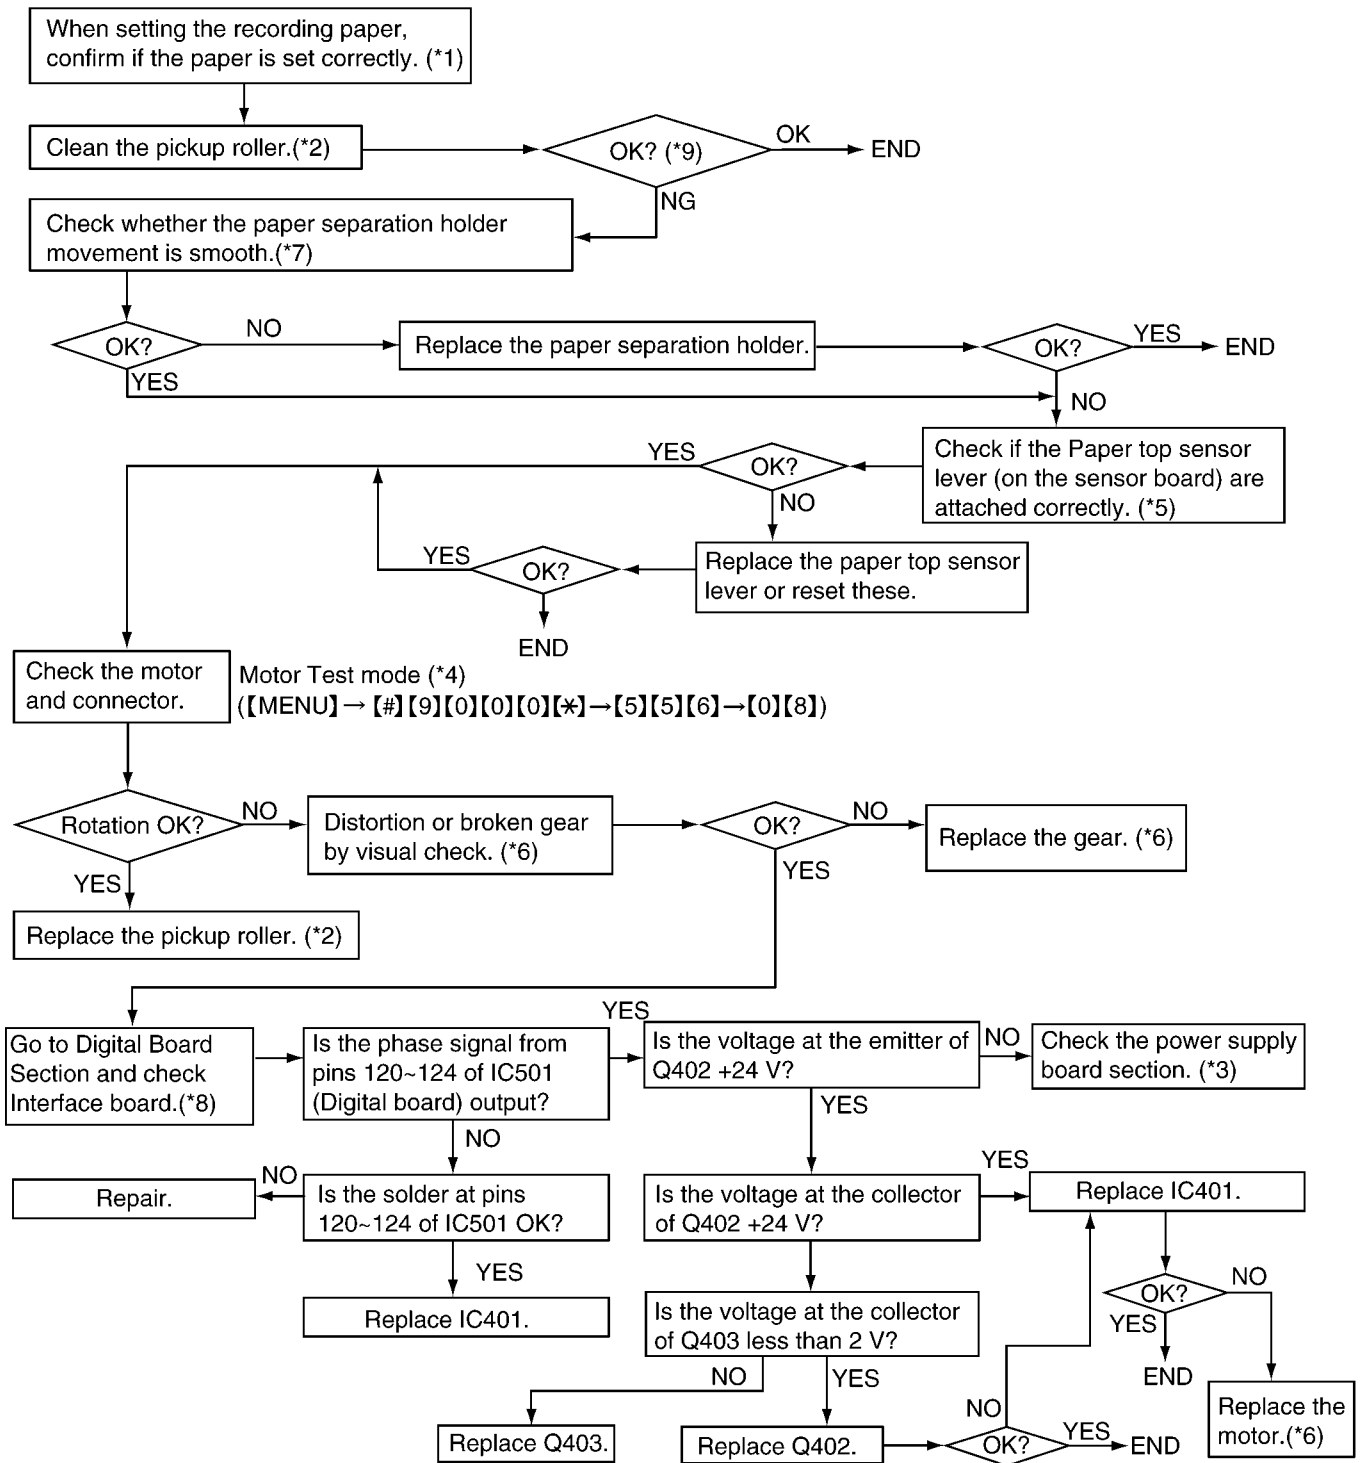 When setting the recording paper,
confirm if the paper is set correctly. (*1)
Clean the pickup roller.(*2)
OK? (*9)
OK
END
NG
Check whether the paper separation holder
movement is smooth.(*7)
OK?
NO
Replace the paper separation holder.
OK?
YES
END
YES
NO
Check if the Paper top sensor
lever (on the sensor board) are
attached correctly. (*5)
OK?
YES
NO
Replace the paper top sensor
lever or reset these.
OK?
YES
END
Check the motor
and connector.
Motor Test mode (*4)
(【MENU】→【#】【9】【0】【0】【0】【*】→【5】【5】【6】→【0】【8】)
Rotation OK?
NO
Distortion or broken gear
by visual check. (*6)
OK?
NO
Replace the gear. (*6)
YES
YES
Replace the pickup roller. (*2)
Go to Digital Board
Section and check
Interface board.(*8)
Is the phase signal from
pins 120~124 of IC501
(Digital board) output?
YES
Is the voltage at the emitter of
Q402 +24 V?
NO
Check the power supply
board section. (*3)
NO
YES
Is the solder at pins
120~124 of IC501 OK?
NO
Repair.
YES
Replace IC401.
Is the voltage at the collector
of Q402 +24 V?
YES
Replace IC401.
Is the voltage at the collector
of Q403 less than 2 V?
OK?
NO
YES
END
Replace the
motor.(*6)
NO
YES
Replace Q403.
Replace Q402.
OK?
NO
YES
END